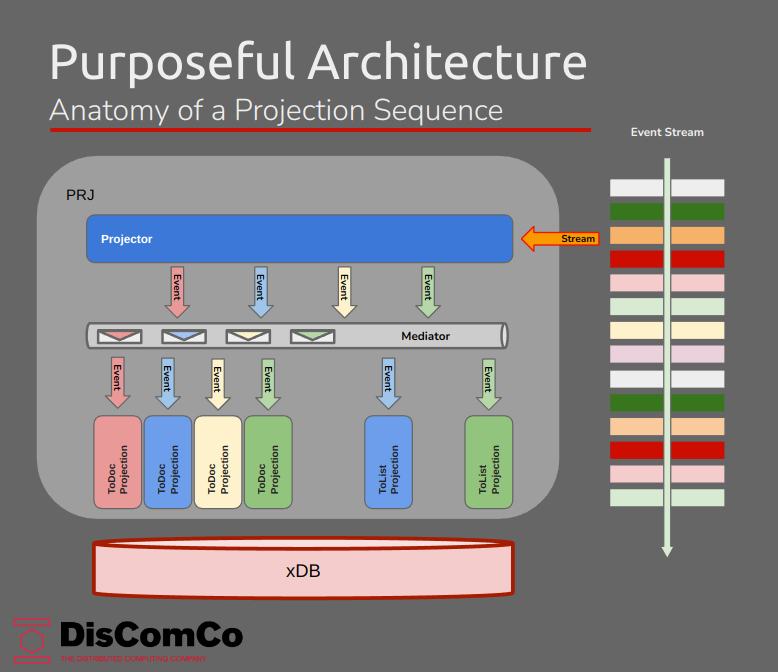 Purposeful Architecture
Anatomy of a Projection Sequence
Event Stream
PRJ
Projector
Stream
Event
Event
Event
Event
Mediator
Event
Event
Event
Event
Event
Event
ToDoc
Projection
ToDoc
Projection
ToDoc
Projection
ToDoc
Projection
ToList
Projection
ToList
Projection
xDB
DisComCo
THE DISTRIBUTED COMPUTING COMPANY